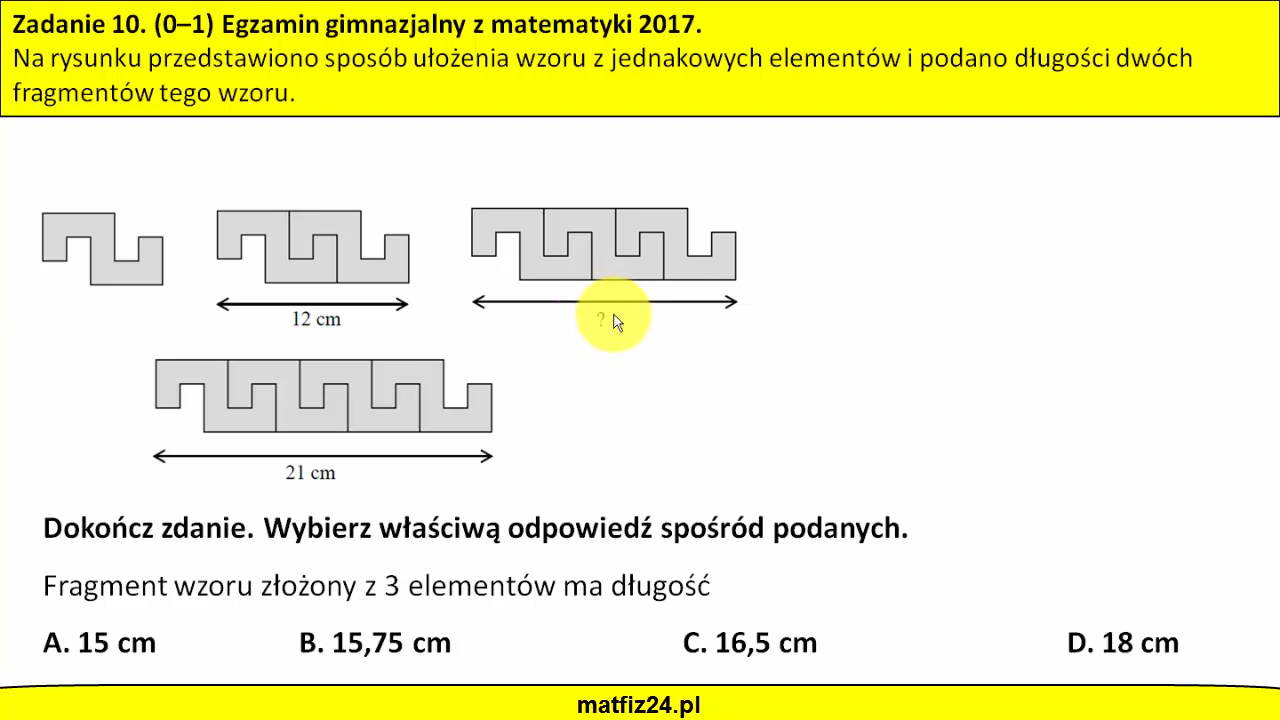 Zadanie 10. (0–1) Egzamin gimnazjalny z matematyki 2017.
Na rysunku przedstawiono sposób ułożenia wzoru z jednakowych elementów i podano długości dwóch
fragmentów tego wzoru.
12 cm
?
21 cm
Dokończ zdanie. Wybierz właściwą odpowiedź spośród podanych.
Fragment wzoru złożony z 3 elementów ma długość
A. 15 cm B. 15,75 cm C. 16,5 cm D. 18 cm
matfiz24.pl